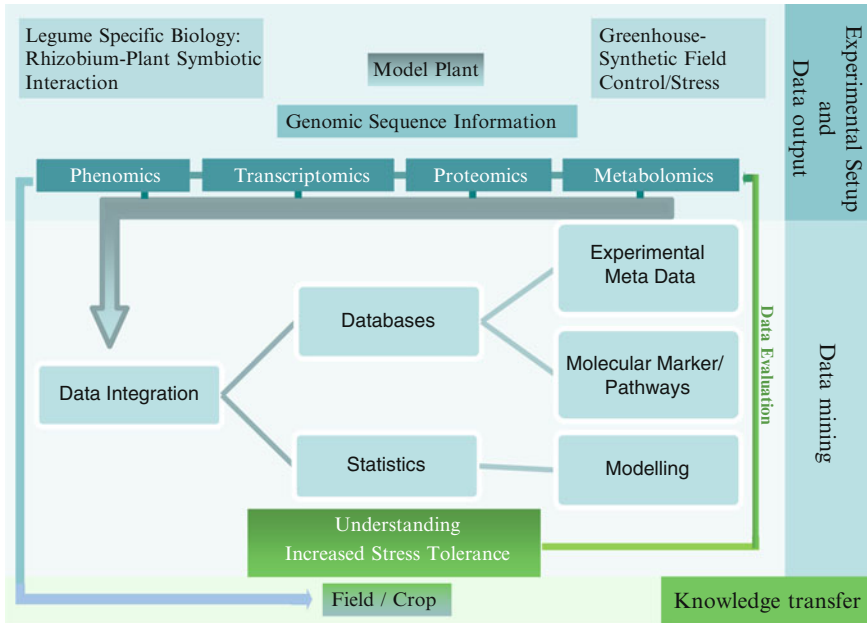 Legume Specific Biology:
Rhizobium-Plant Symbiotic
Interaction
Model Plant
Greenhouse-
Synthetic Field
Control/Stress
Genomic Sequence Information
Phenomics
Transcriptomics
Proteomics
Metabolomics
Experimental Setup
and
Data output
Experimental
Meta Data
Databases
Molecular Marker/
Pathways
Data Integration
Statistics
Modelling
Data Evaluation
Data mining
Understanding
Increased Stress Tolerance
Field / Crop
Knowledge transfer